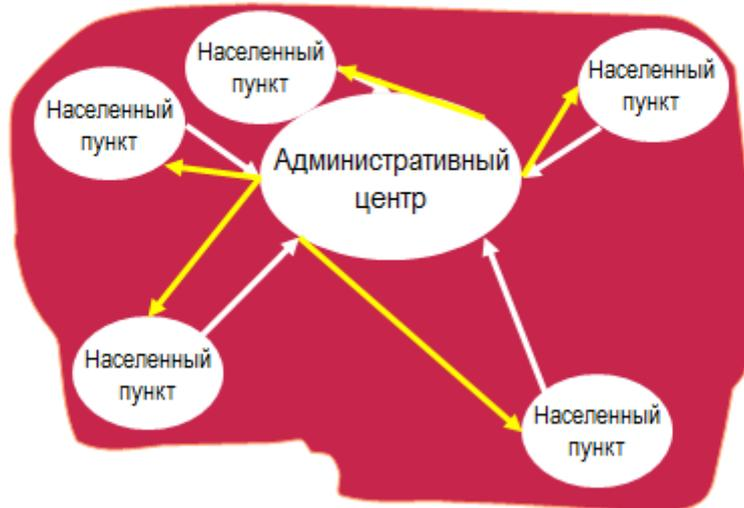 Населенный
пункт
Населенный
пункт
Населенный
пункт
Административный
центр
Населенный
пункт
Населенный
пункт